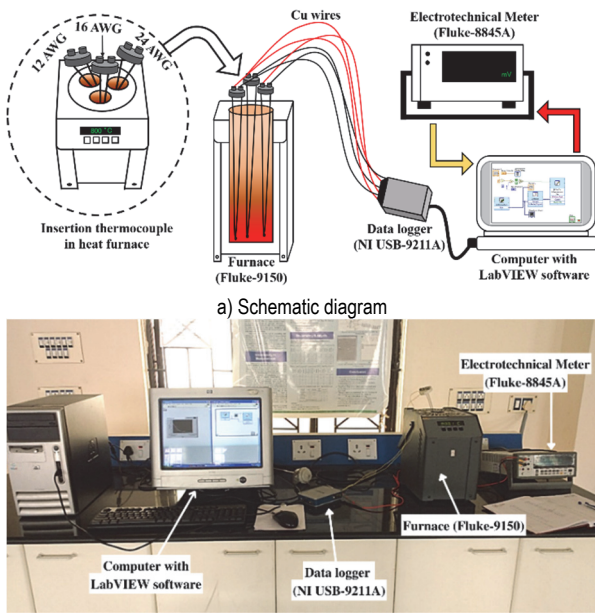 12 AWG
16 AWG
24 AWG
Cu wires
Electrotechnical Meter
(Fluke-8845A)
mV
800 °C
Insertion thermocouple
in heat furnace
Furnace
(Fluke-9150)
Data logger
(NI USB-9211A)
Computer with
LabVIEW software
a) Schematic diagram
Electrotechnical Meter
(Fluke-8845A)
Furnace (Fluke-9150)
Computer with
LabVIEW software
Data logger
(NI USB-9211A)